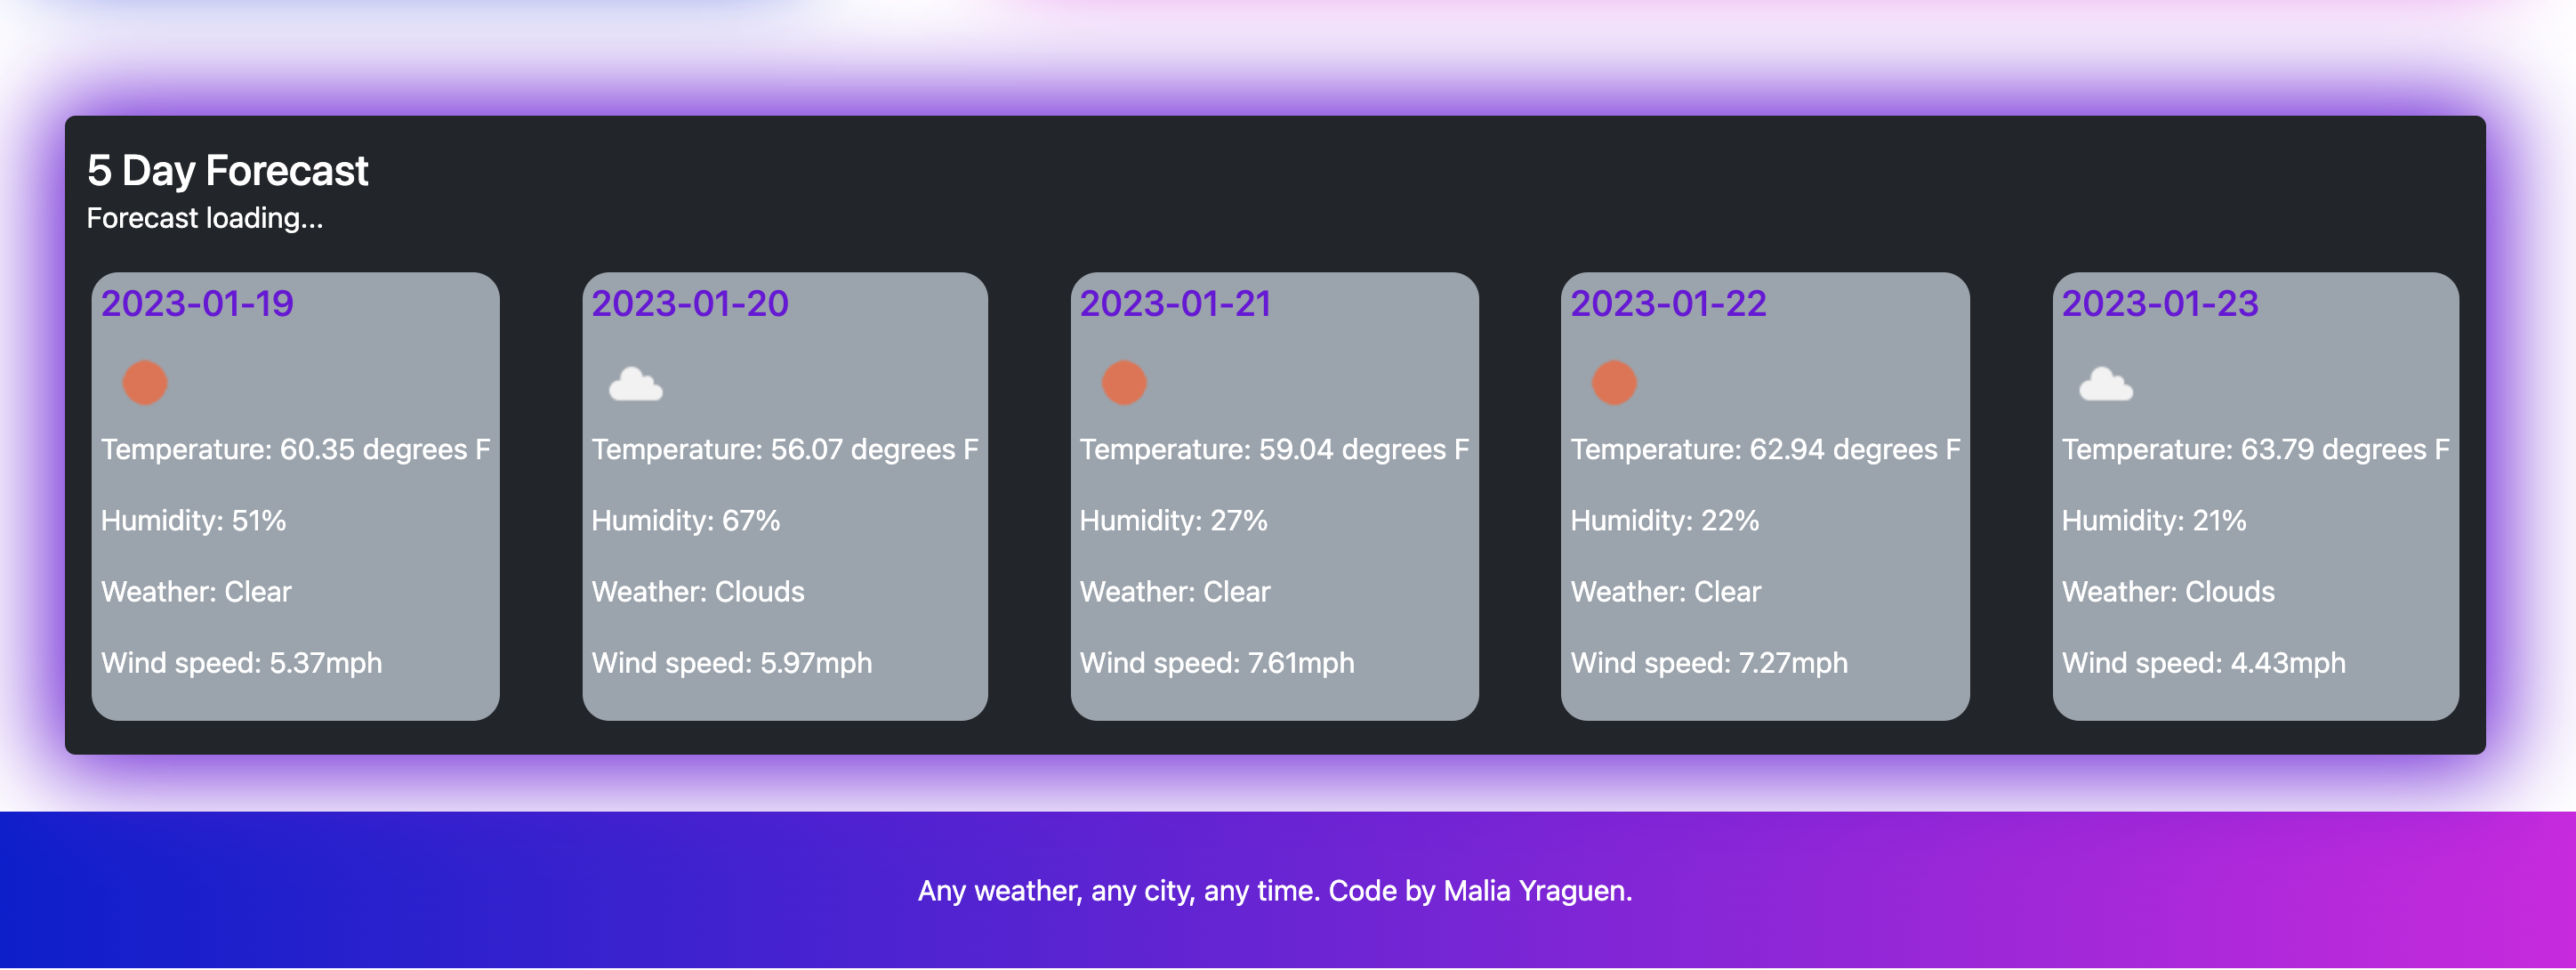 5 Day Forecast
Forecast loading...
2023-01-19
Temperature: 60.35 degrees F
Humidity: 51%
Weather: Clear
Wind speed: 5.37mph
2023-01-20
Temperature: 56.07 degrees F
Humidity: 67%
Weather: Clouds
Wind speed: 5.97mph
2023-01-21
Temperature: 59.04 degrees F
Humidity: 27%
Weather: Clear
Wind speed: 7.61mph
2023-01-22
Temperature: 62.94 degrees F
Humidity: 22%
Weather: Clear
Wind speed: 7.27mph
2023-01-23
Temperature: 63.79 degrees F
Humidity: 21%
Weather: Clouds
Wind speed: 4.43mph
Any weather, any city, any time. Code by Malia Yraguen.